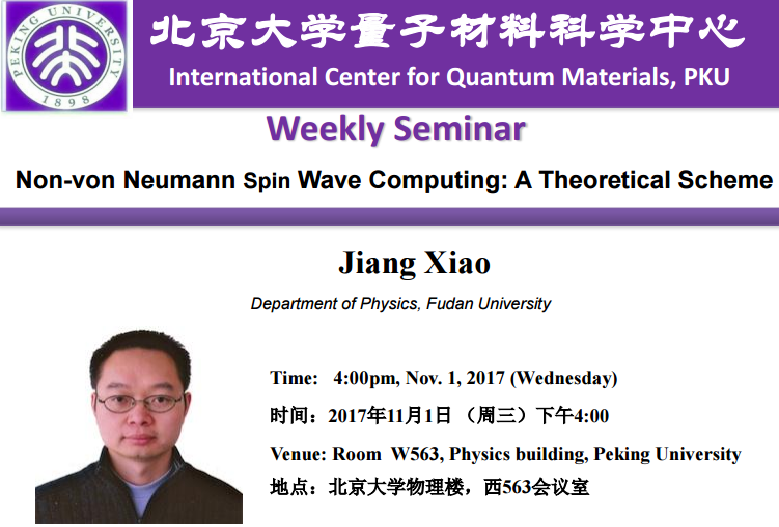 PEKING UNIVERSITY
1898
北京大学量子材料科学中心
International Center for Quantum Materials, PKU
Weekly Seminar
Non-von Neumann Spin Wave Computing: A Theoretical Scheme
Jiang Xiao
Department of Physics, Fudan University
Time: 4:00pm, Nov. 1, 2017 (Wednesday)
时间：2017年11月1日 （周三）下午4:00
Venue: Room W563, Physics building, Peking University
地点：北京大学物理楼，西563会议室